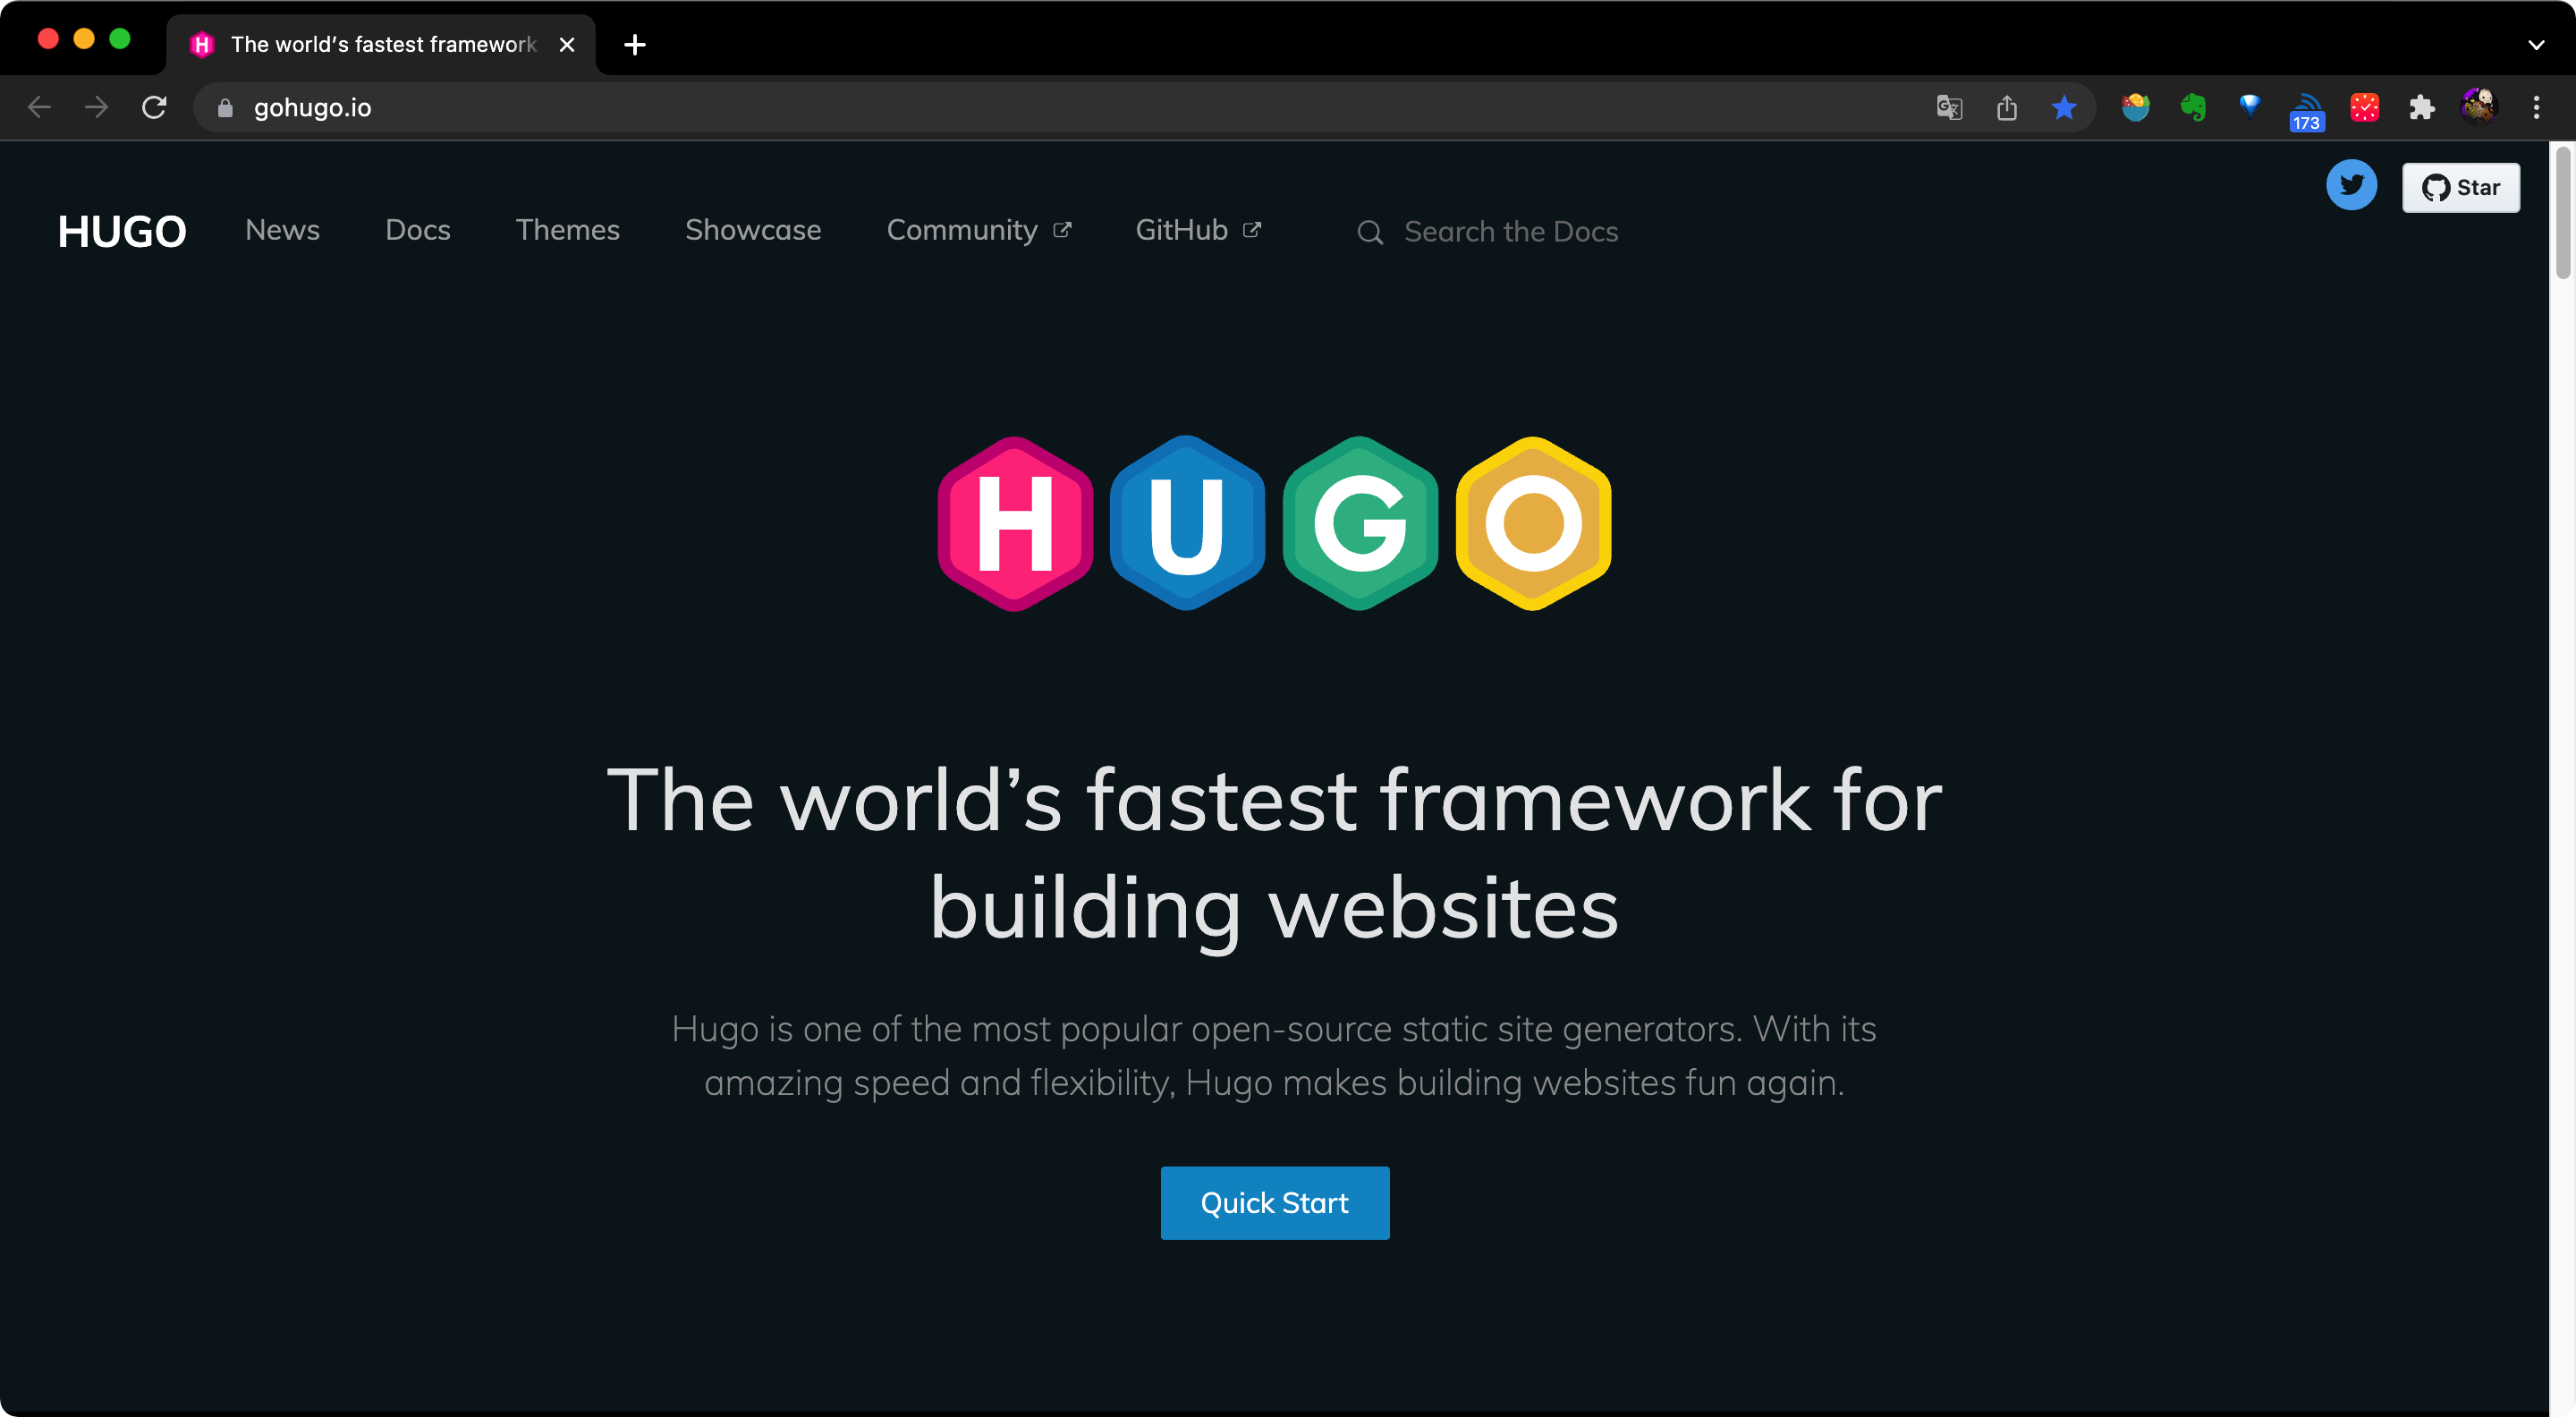 The world's fastest framework
gohugo.io
173
Star
HUGO News Docs Themes Showcase Community GitHub Search the Docs
HUGO
The world’s fastest framework for
building websites
Hugo is one of the most popular open-source static site generators. With its
amazing speed and flexibility, Hugo makes building websites fun again.
Quick Start